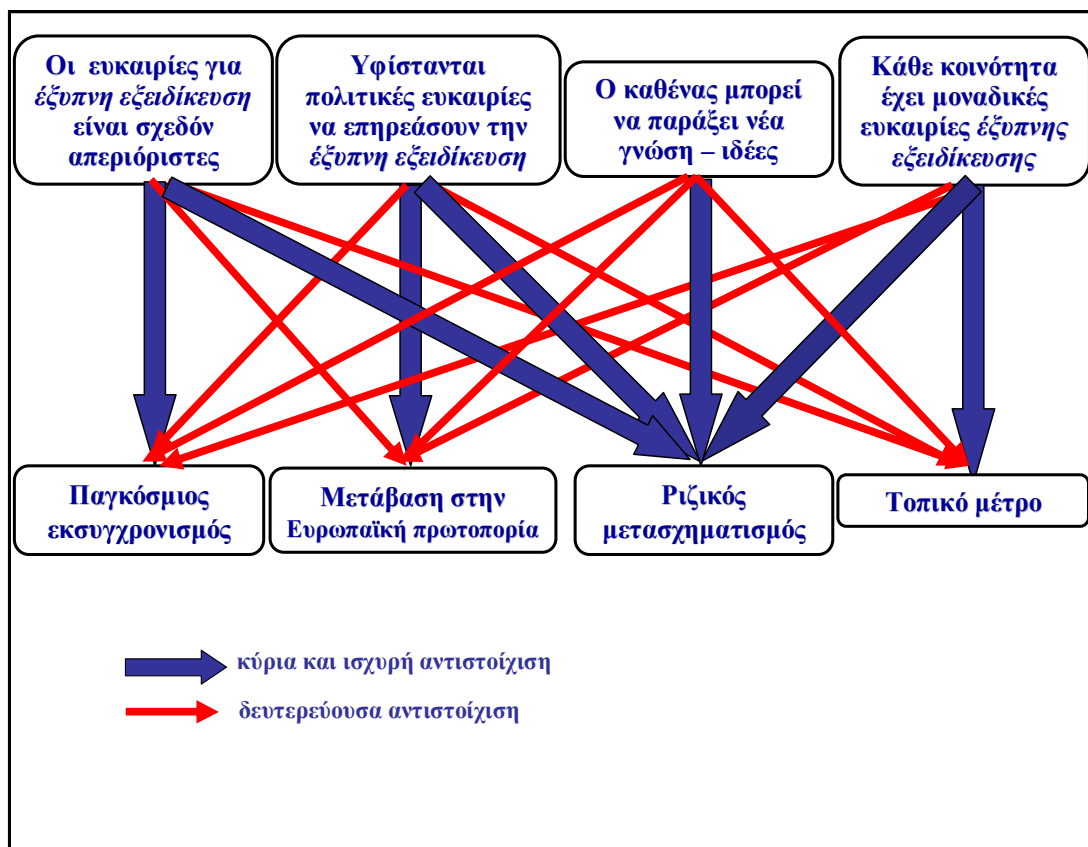 Οι ευκαιρίες για
έξυπνη εξειδίκευση
είναι σχεδόν
απεριόριστες
Υφίστανται
πολιτικές ευκαιρίες
να επηρεάσουν την
έξυπνη εξειδίκευση
Ο καθένας μπορεί
να παράξει νέα
γνώση – ιδέες
Κάθε κοινότητα
έχει μοναδικές
ευκαιρίες έξυπνης
εξειδίκευσης
Παγκόσμιος
εκσυγχρονισμός
Μετάβαση στην
Ευρωπαϊκή πρωτοπορία
Ριζικός
μετασχηματισμός
Τοπικό μέτρο
κύρια και ισχυρή αντιστοίχιση
δευτερεύουσα αντιστοίχιση